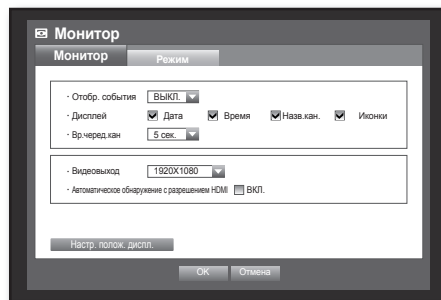 Монитор
Монитор Режим
· Отобр. события ВЫКЛ.
· Дисплей Дата Время Назв.кан. Иконки
· Вр.черед.кан 5 сек.
· Видеовыход 1920X1080
· Автоматическое обнаружение с разрешением HDMI ВКЛ.
Настр. полож. диспл.
OK Отмена